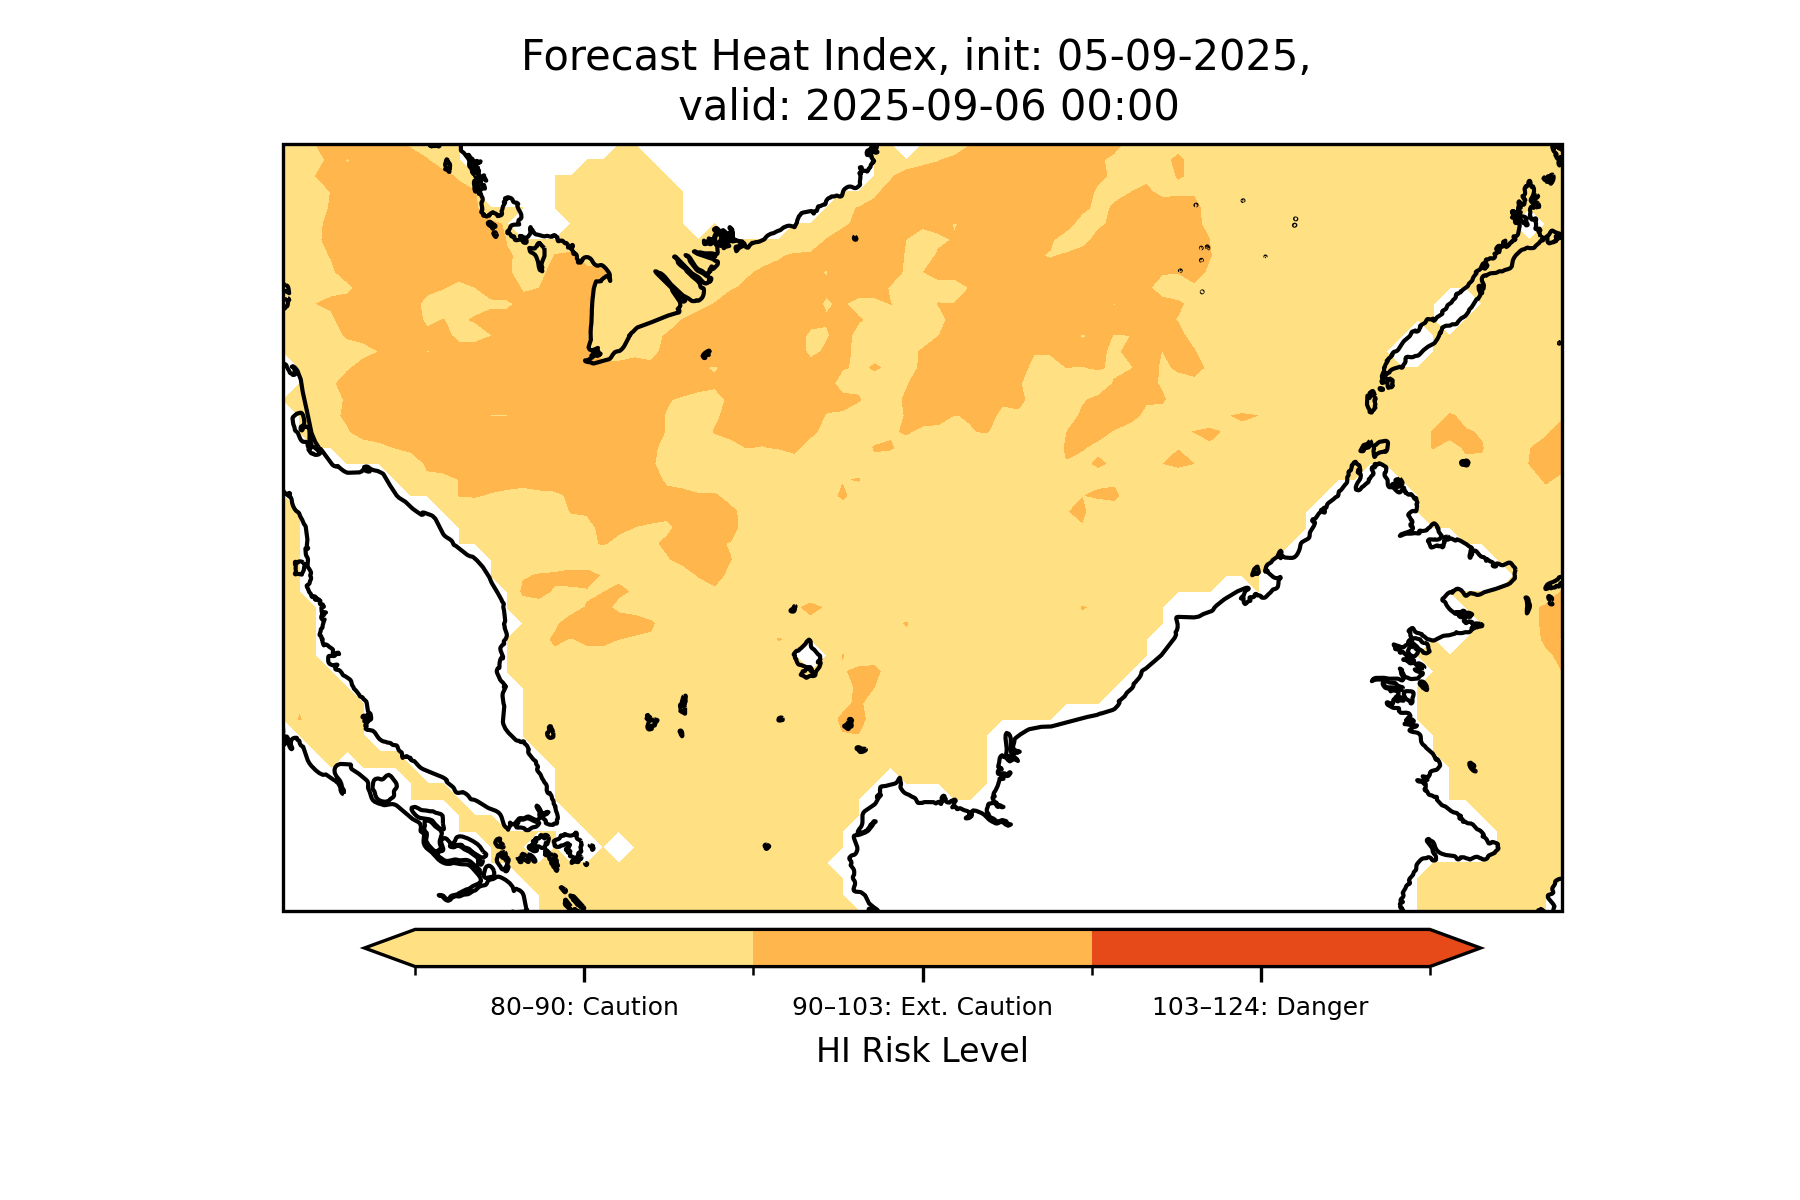 Forecast Heat Index, init: 05-09-2025,
valid: 2025-09-06 00:00
80–90: Caution
90–103: Ext. Caution
103–124: Danger
HI Risk Level